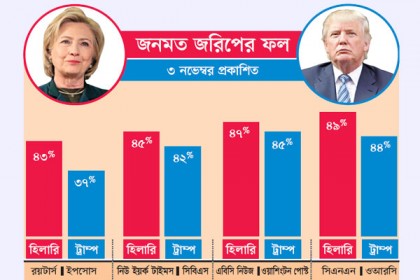 জনমত জরিপের ফল
৩ নভেম্বর প্রকাশিত
৪৩% ৩৭% ৪৫% ৪২% ৪৭% ৪৫% ৪৯% ৪৪%
হিলারি ট্রাম্প হিলারি ট্রাম্প হিলারি ট্রাম্প হিলারি ট্রাম্প
রয়টার্স | ইপসোস নিউ ইয়র্ক টাইমস | সিবিএস এবিসি নিউজ | ওয়াশিংটন পোস্ট সিএনএন | ওআরসি